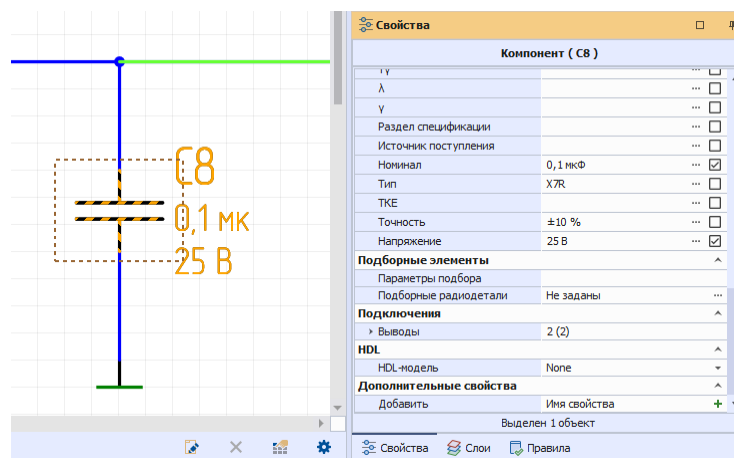 C8
0,1 мк
25 В
Свойства
Компонент ( C8 )
λ
γ
Раздел спецификации
Источник поступления
Номинал 0,1 мкФ
Тип X7R
ТКЕ
Точность ±10 %
Напряжение 25 В
Подборные элементы
Параметры подбора
Подборные радиодетали Не заданы
Подключения
Выводы 2 (2)
HDL
HDL-модель None
Дополнительные свойства
Добавить Имя свойства
Выделен 1 объект
Свойства Слои Правила